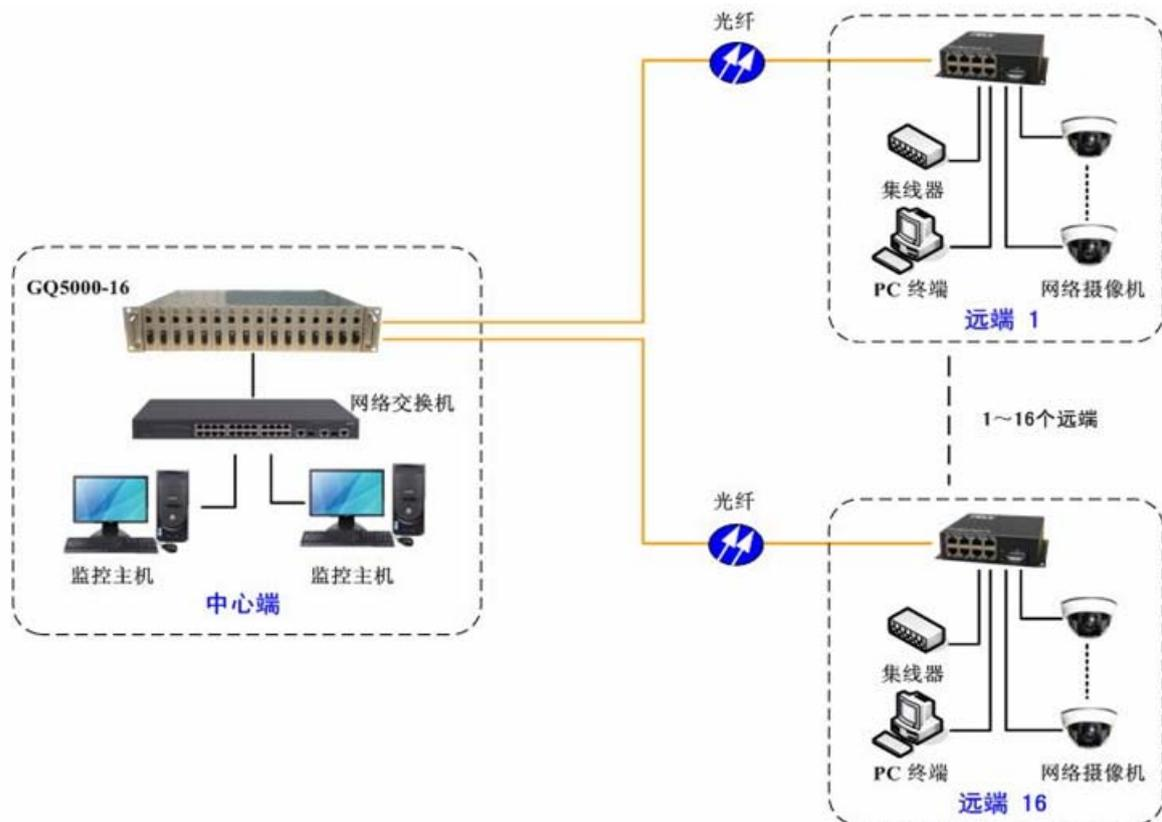 光纤
集线器
PC 终端
网络摄像机
远端 1
GQ5000-16
网络交换机
监控主机
监控主机
中心端
1～16个远端
光纤
集线器
PC 终端
网络摄像机
远端 16